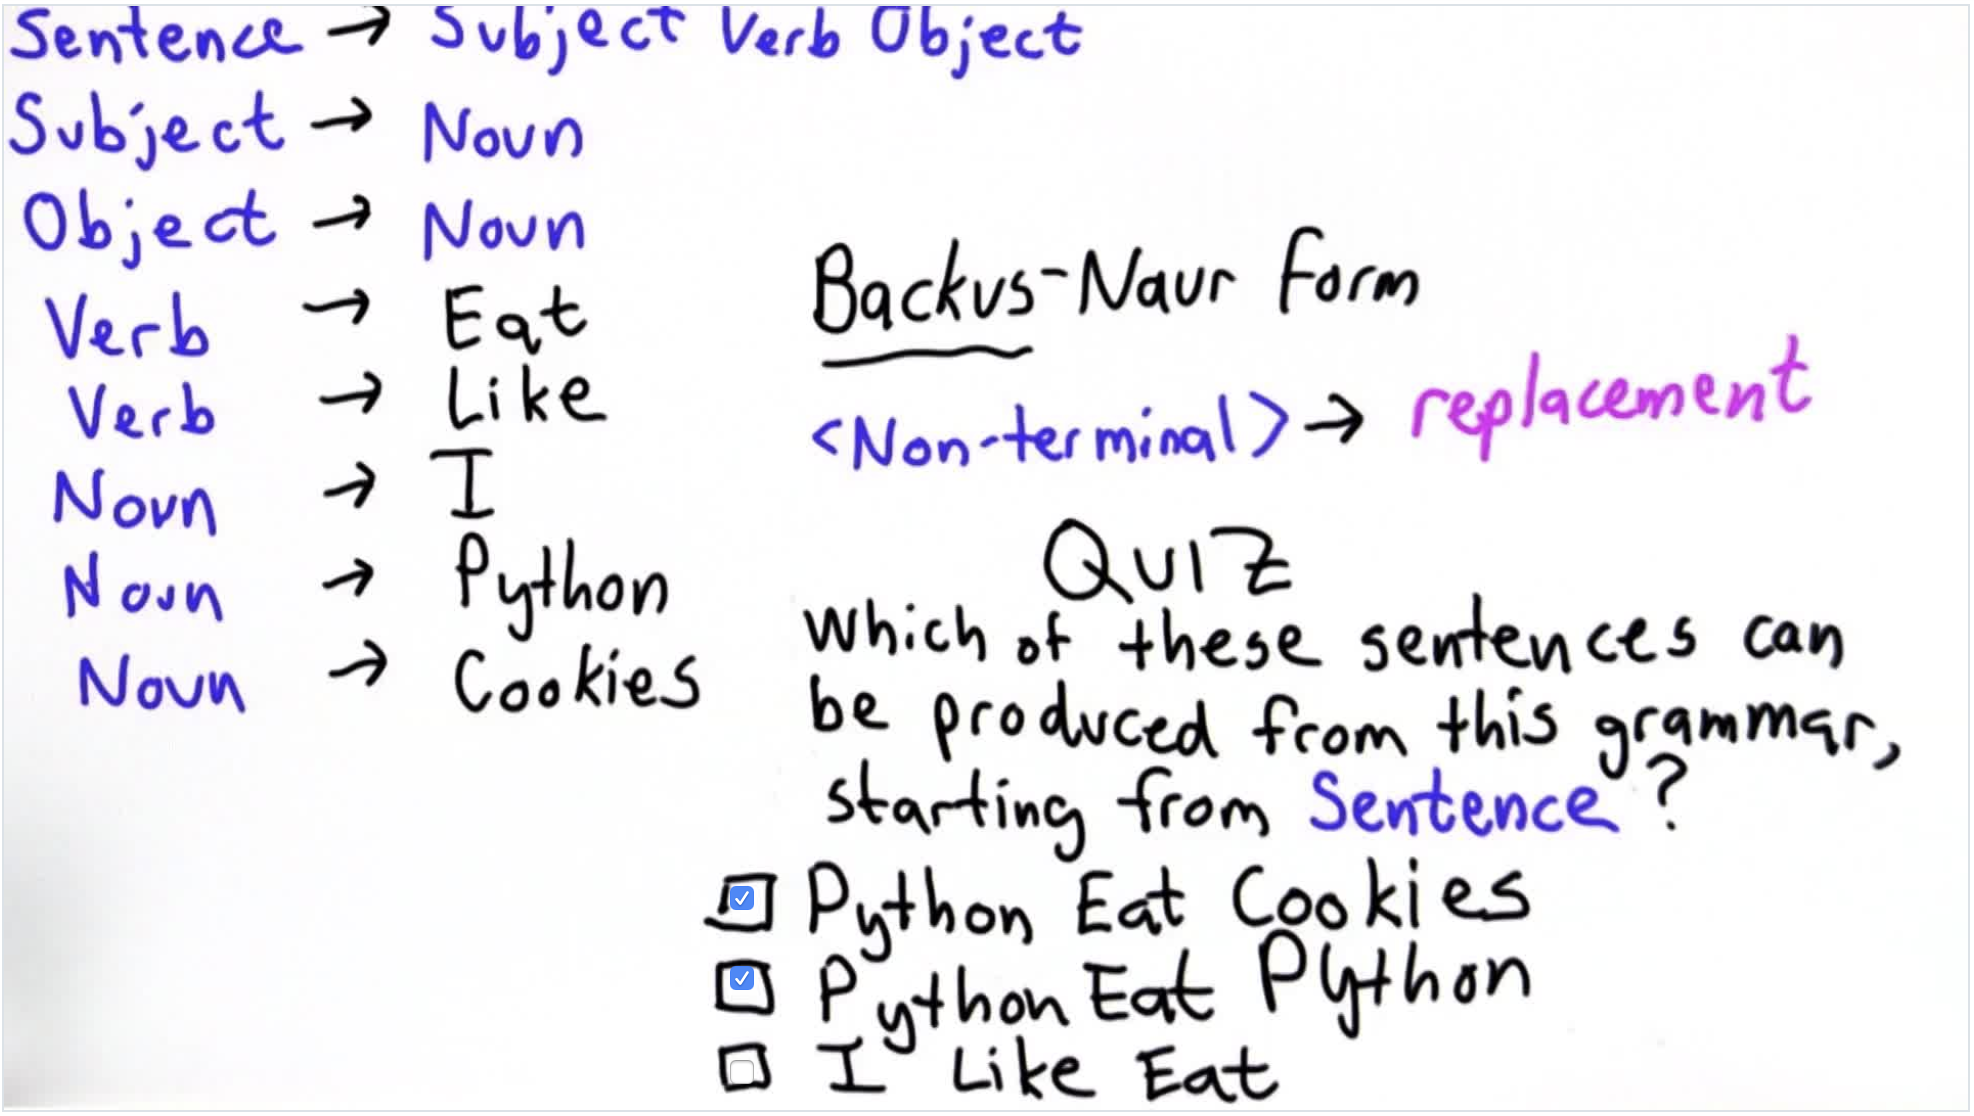 Sentence → Subject Verb Object
Subject → Noun
Object → Noun
Verb → Eat
Verb → Like
Noun → I
Noun → Python
Noun → Cookies
Backus-Naur Form
<Non-terminal> → replacement
QUIZ
Which of these sentences can
be produced from this grammar,
starting from Sentence?
Python Eat Cookies
Python Eat Python
I Like Eat